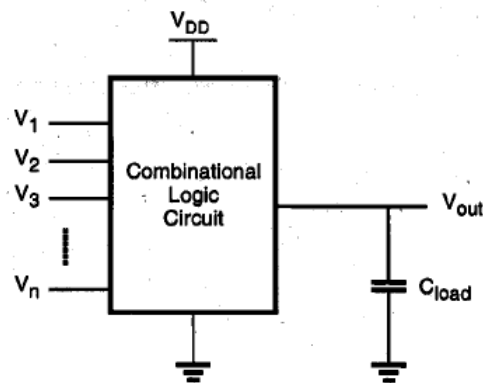 V_DD
V_1
V_2
V_3
V_n
Combinational
Logic
Circuit
V_out
C_load